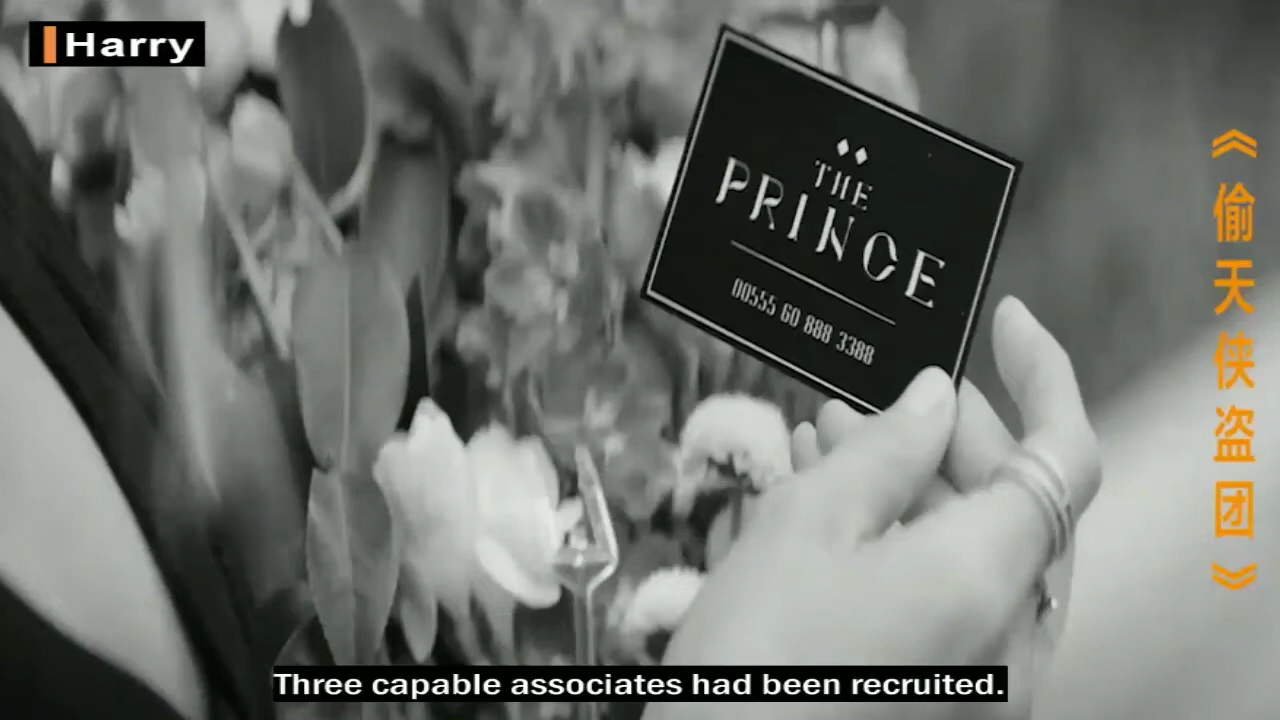 Harry
THE
PRINCE
00555 60 888 3388
《偷天侠盗团》
Three capable associates had been recruited.